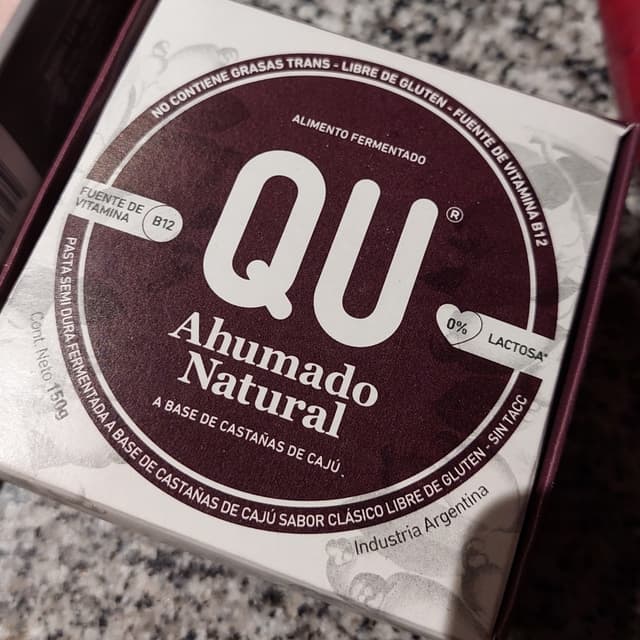 NO CONTIENE GRASAS TRANS - LIBRE DE GLUTEN - FUENTE DE VITAMINA B12
ALIMENTO FERMENTADO
QU®
FUENTE DE
VITAMINA
B12
0%
LACTOSA*
Ahumado
Natural
A BASE DE CASTAÑAS DE CAJÚ
PASTA SEMI DURA FERMENTADA A BASE DE CASTAÑAS DE CAJÚ SABOR CLÁSICO LIBRE DE GLUTEN - SIN TACC
Cont. Neto 150g
Industria Argentina